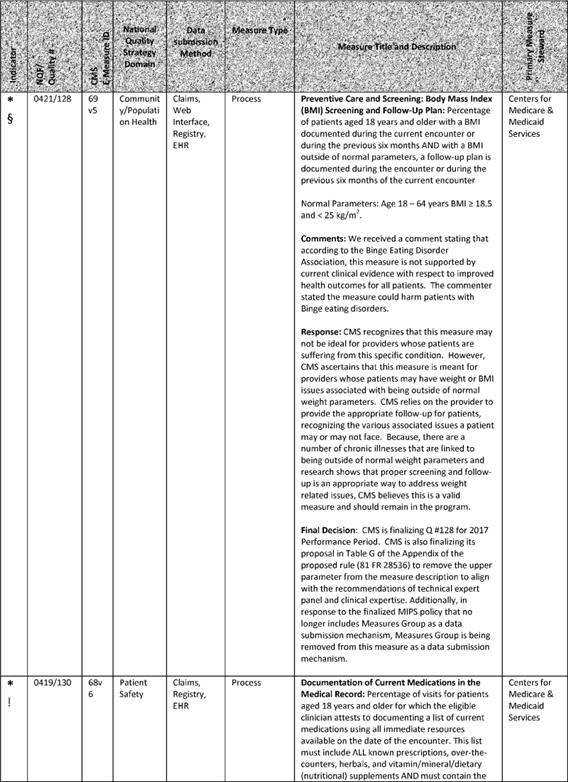 Indicator
NQF/
Quality #
CMS
E-Measure ID
National
Quality
Strategy
Domain
Data
submission
Method
Measure Type
Measure Title and Description
Primary Measure
Steward
*
§
0421/128
69
v5
Communit
y/Populati
on Health
Claims,
Web
Interface,
Registry,
EHR
Process
Preventive Care and Screening: Body Mass Index
(BMI) Screening and Follow-Up Plan: Percentage
of patients aged 18 years and older with a BMI
documented during the current encounter or
during the previous six months AND with a BMI
outside of normal parameters, a follow-up plan is
documented during the encounter or during the
previous six months of the current encounter
Normal Parameters: Age 18 – 64 years BMI ≥ 18.5
and < 25 kg/m².
Comments: We received a comment stating that
according to the Binge Eating Disorder
Association, this measure is not supported by
current clinical evidence with respect to improved
health outcomes for all patients.  The commenter
stated the measure could harm patients with
Binge eating disorders.
Response: CMS recognizes that this measure may
not be ideal for providers whose patients are
suffering from this specific condition.  However,
CMS ascertains that this measure is meant for
providers whose patients may have weight or BMI
issues associated with being outside of normal
weight parameters.  CMS relies on the provider to
provide the appropriate follow-up for patients,
recognizing the various associated issues a patient
may or may not face.  Because, there are a
number of chronic illnesses that are linked to
being outside of normal weight parameters and
research shows that proper screening and follow-
up is an appropriate way to address weight
related issues, CMS believes this is a valid
measure and should remain in the program.
Final Decision:  CMS is finalizing Q #128 for 2017
Performance Period.  CMS is also finalizing its
proposal in Table G of the Appendix of the
proposed rule (81 FR 28536) to remove the upper
parameter from the measure description to align
with the recommendations of technical expert
panel and clinical expertise. Additionally, in
response to the finalized MIPS policy that no
longer includes Measures Group as a data
submission mechanism, Measures Group is being
removed from this measure as a data submission
mechanism.
Centers for
Medicare &
Medicaid
Services
*
!
0419/130
68v
6
Patient
Safety
Claims,
Registry,
EHR
Process
Documentation of Current Medications in the
Medical Record: Percentage of visits for patients
aged 18 years and older for which the eligible
clinician attests to documenting a list of current
medications using all immediate resources
available on the date of the encounter. This list
must include ALL known prescriptions, over-the-
counters, herbals, and vitamin/mineral/dietary
(nutritional) supplements AND must contain the
Centers for
Medicare &
Medicaid
Services